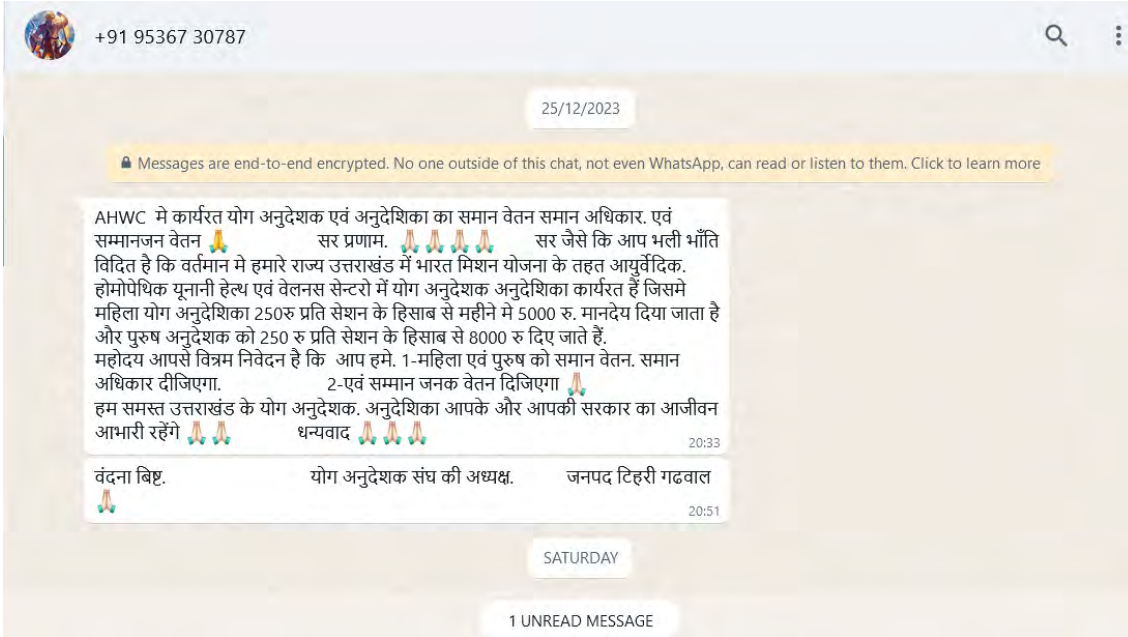 +91 95367 30787
25/12/2023
Messages are end-to-end encrypted. No one outside of this chat, not even WhatsApp, can read or listen to them. Click to learn more
AHWC मे कार्यरत योग अनुदेशक एवं अनुदेशिका का समान वेतन समान अधिकार. एवं
सम्मानजन वेतन 🙏 सर प्रणाम. 🙏🙏🙏🙏 सर जैसे कि आप भली भाँति
विदित है कि वर्तमान मे हमारे राज्य उत्तराखंड में भारत मिशन योजना के तहत आयुर्वेदिक.
होमोपेथिक यूनानी हेल्थ एवं वेलनस सेन्टरो में योग अनुदेशक अनुदेशिका कार्यरत हैं जिसमे
महिला योग अनुदेशिका 250रु प्रति सेशन के हिसाब से महीने मे 5000 रु. मानदेय दिया जाता है
और पुरुष अनुदेशक को 250 रु प्रति सेशन के हिसाब से 8000 रु दिए जाते हैं.
महोदय आपसे विनम्र निवेदन है कि आप हमे. 1-महिला एवं पुरुष को समान वेतन. समान
अधिकार दीजिएगा. 2-एवं सम्मान जनक वेतन दिजिएगा 🙏
हम समस्त उत्तराखंड के योग अनुदेशक. अनुदेशिका आपके और आपकी सरकार का आजीवन
आभारी रहेंगे 🙏🙏 धन्यवाद 🙏🙏🙏
20:33
वंदना बिष्ट. योग अनुदेशक संघ की अध्यक्ष. जनपद टिहरी गढवाल
🙏
20:51
SATURDAY
1 UNREAD MESSAGE